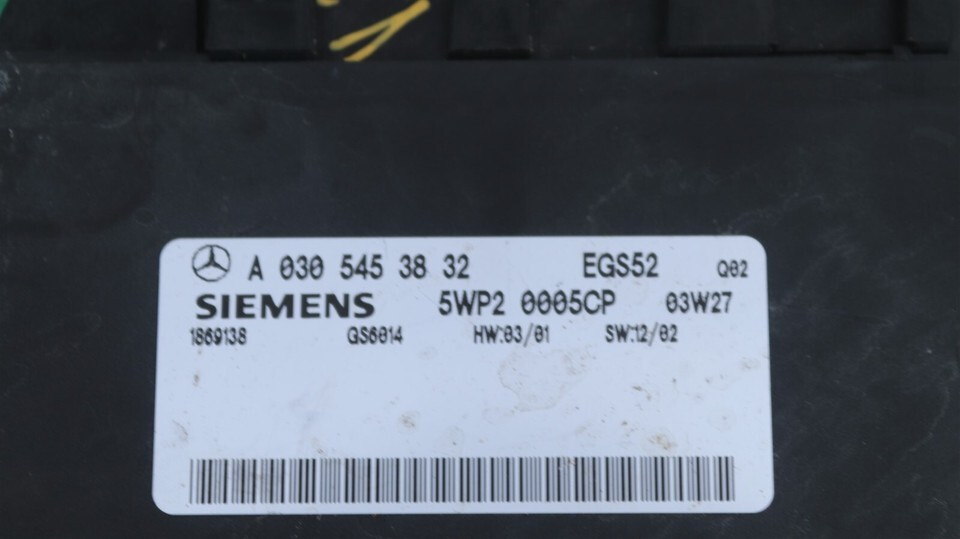 A 030 545 38 32 EGS52 Q02
SIEMENS 5WP2 0005CP 03W27
1869138 GS6014 HW:03/01 SW:12/02